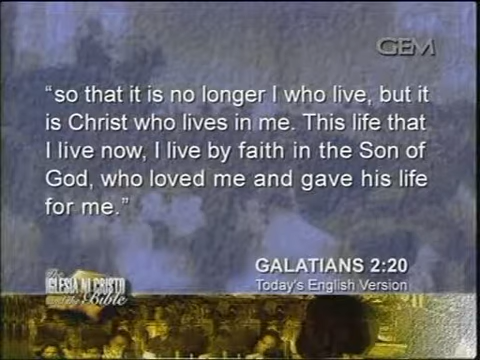 GEM
“so that it is no longer I who live, but it
is Christ who lives in me. This life that
I live now, I live by faith in the Son of
God, who loved me and gave his life
for me.”
GALATIANS 2:20
Today's English Version
The
IGLESIA NI CRISTO
and the Bible